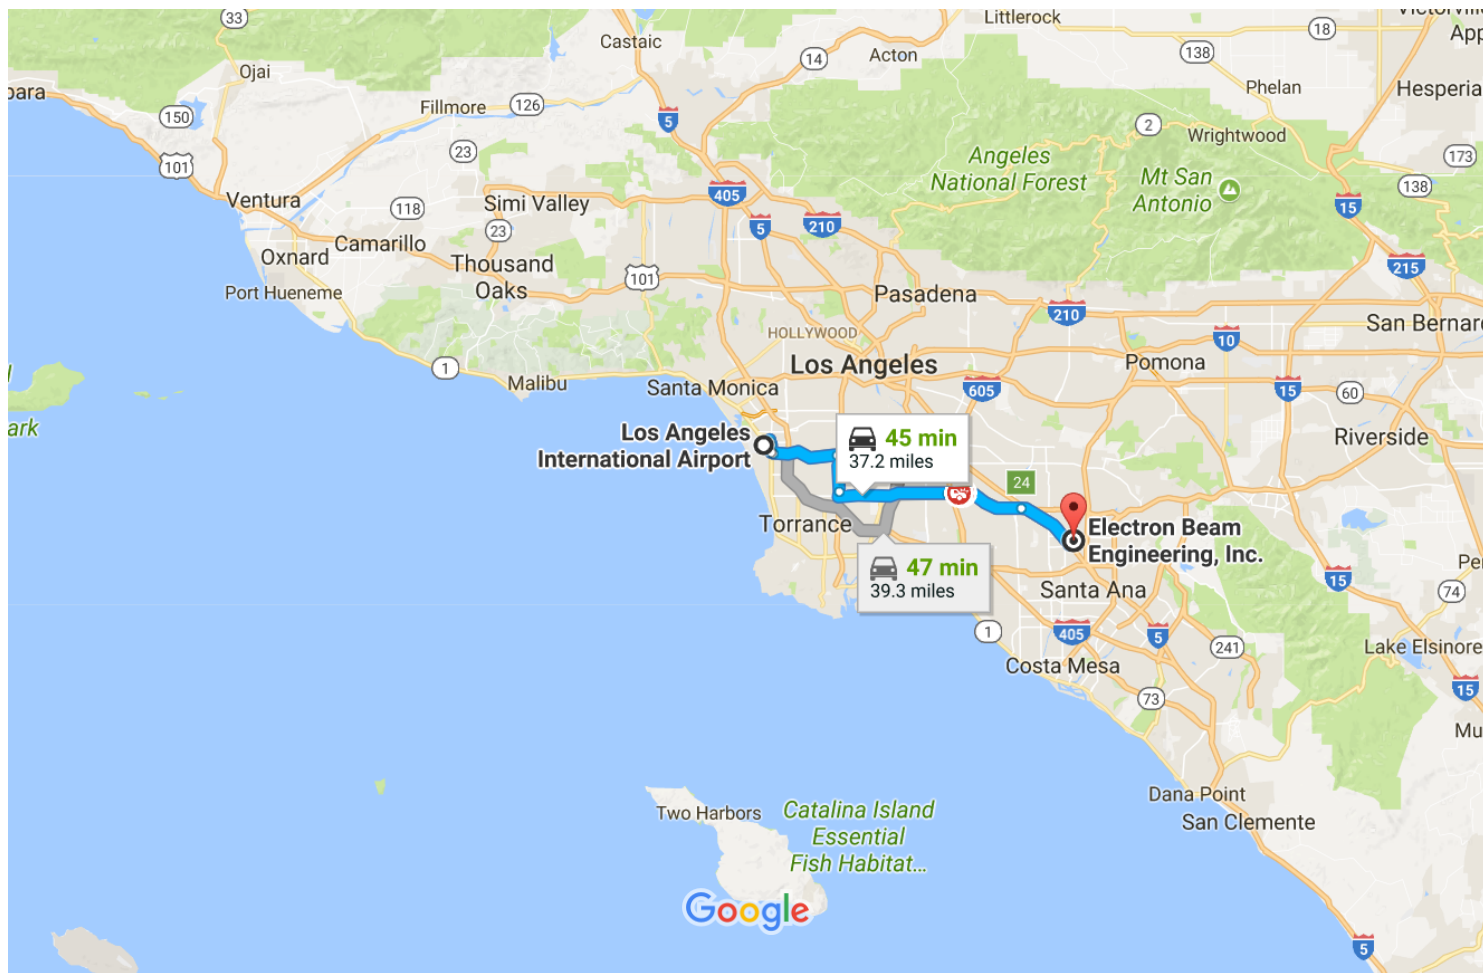 33
Littlerock
18
Castaic
14
Acton
138
Ojai
Phelan
Hesperia
126
Fillmore
150
5
2
Wrightwood
23
101
Angeles
National Forest
173
Mt San
Antonio
138
405
Ventura
118
Simi Valley
15
5
210
23
Camarillo
Oxnard
Thousand
Oaks
101
215
Port Hueneme
Pasadena
210
HOLLYWOOD
San Bernard
10
Los Angeles
Pomona
1
Malibu
Santa Monica
605
15
60
Los Angeles
International Airport
45 min
37.2 miles
Riverside
24
Torrance
Electron Beam
Engineering, Inc.
47 min
39.3 miles
15
74
Santa Ana
1
405
5
241
Lake Elsinore
Costa Mesa
15
73
Dana Point
San Clemente
Two Harbors
Catalina Island
Essential
Fish Habitat...
Google
5